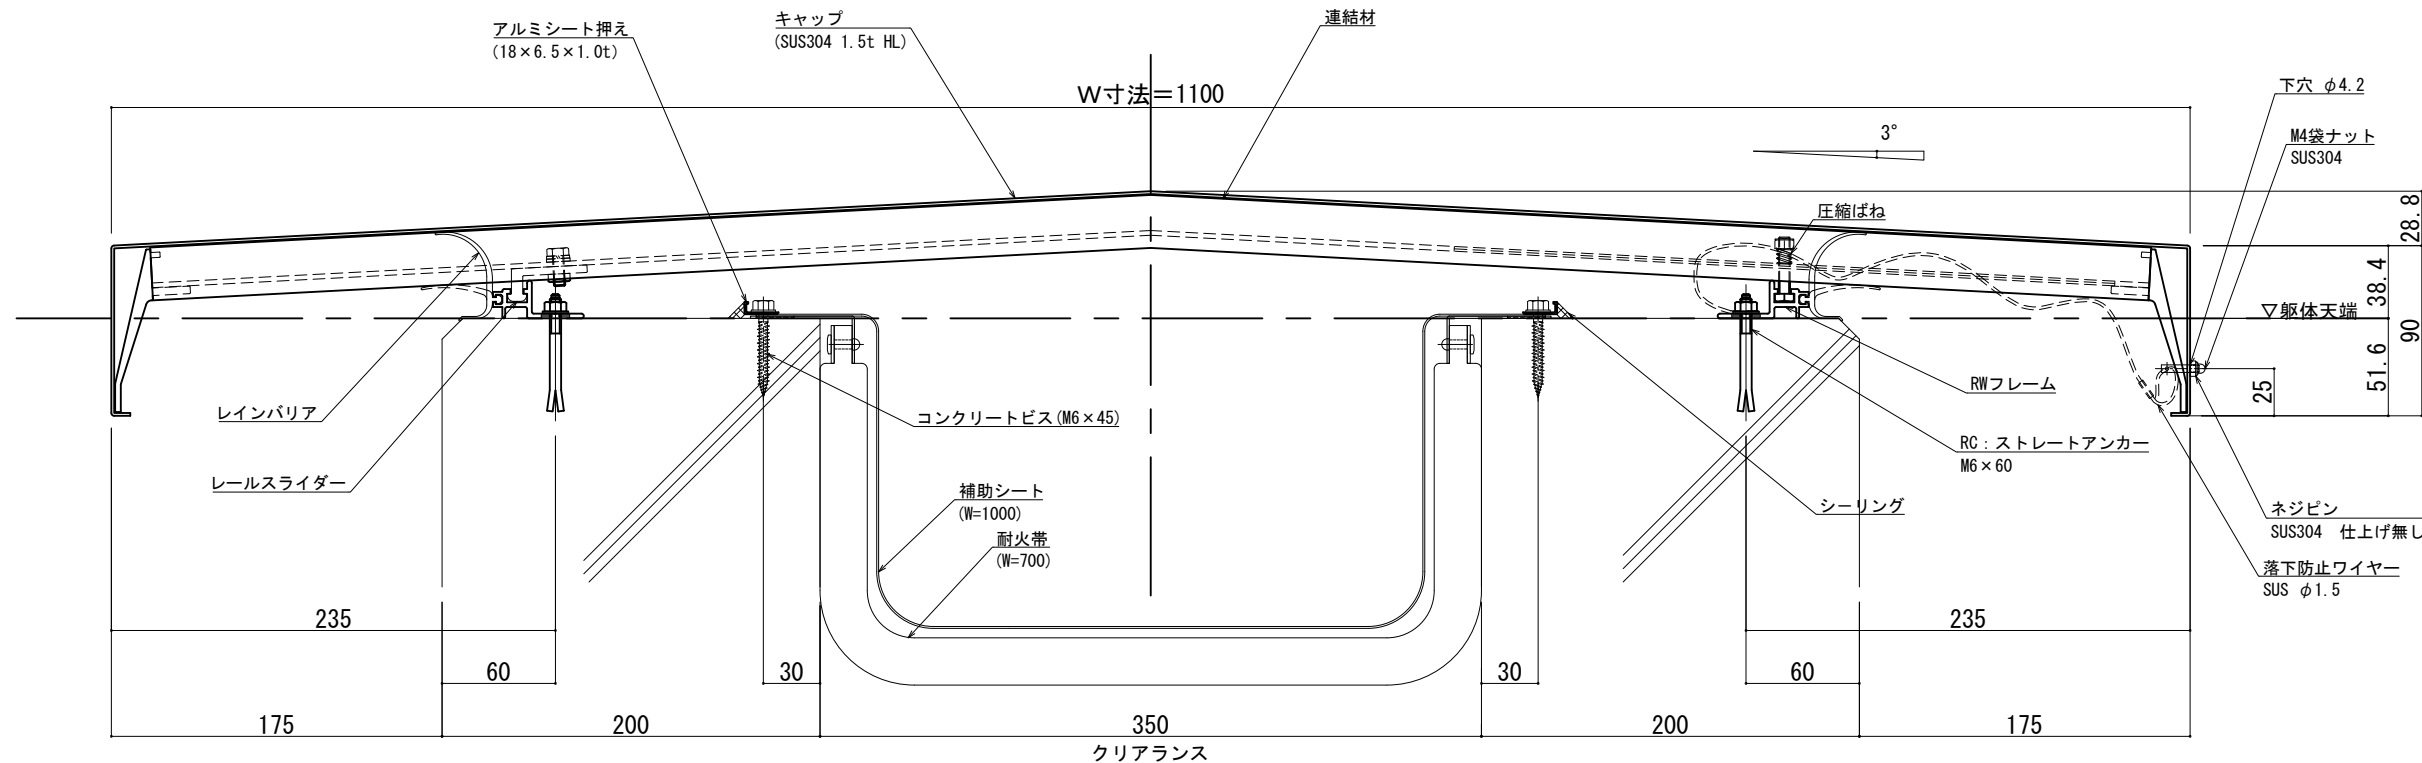 アルミシート押え
(18×6.5×1.0t)
キャップ
(SUS304 1.5t HL)
連結材
W寸法＝1100
下穴 φ4.2
3°
M4袋ナット
SUS304
圧縮ばね
28.8
38.4
▽躯体天端
90
51.6
25
レインバリア
コンクリートビス(M6×45)
RWフレーム
RC：ストレートアンカー
M6×60
レールスライダー
補助シート
(W=1000)
シーリング
ネジピン
SUS304 仕上げ無し
耐火帯
(W=700)
落下防止ワイヤー
SUS φ1.5
235
235
60
30
30
60
175
200
350
200
175
クリアランス